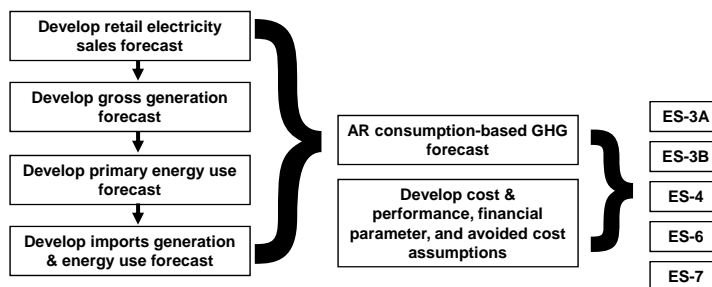 Develop retail electricity
sales forecast
Develop gross generation
forecast
Develop primary energy use
forecast
Develop imports generation
& energy use forecast
AR consumption-based GHG
forecast
Develop cost &
performance, financial
parameter, and avoided cost
assumptions
ES-3A
ES-3B
ES-4
ES-6
ES-7